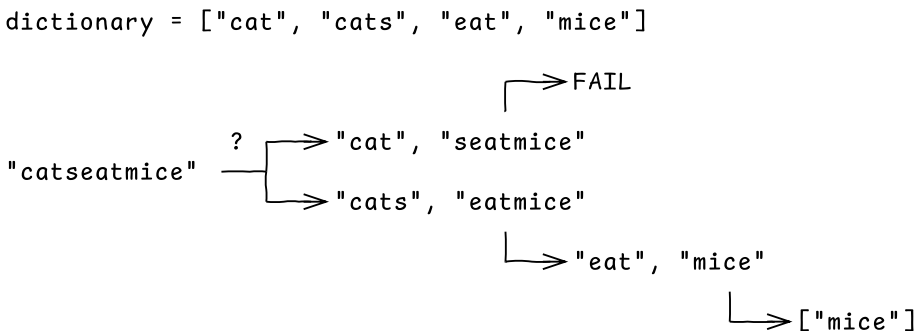 dictionary = ["cat", "cats", "eat", "mice"]
FAIL
?
"cat", "seatmice"
"catseatmice"
"cats", "eatmice"
"eat", "mice"
["mice"]